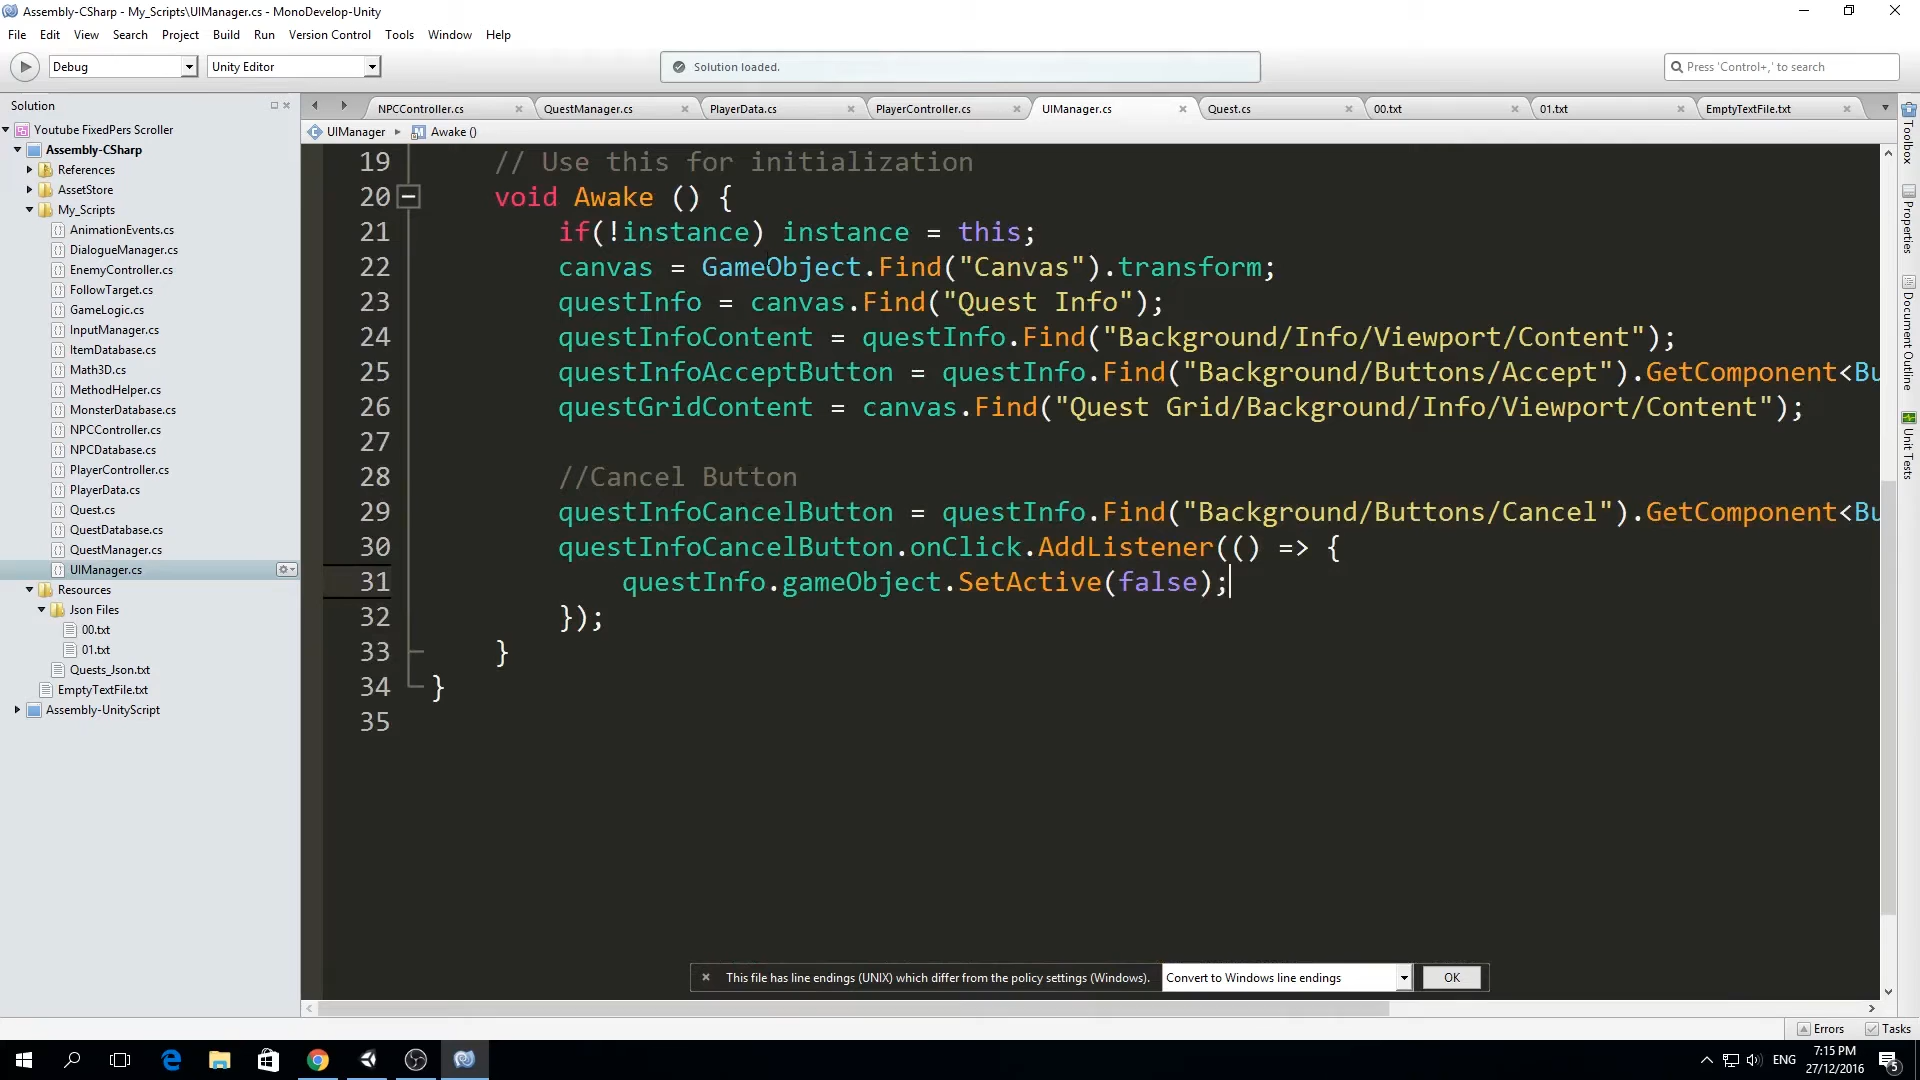 Assembly-CSharp - My_Scripts\UIManager.cs - MonoDevelop-Unity
File Edit View Search Project Build Run Version Control Tools Window Help
Debug Unity Editor Solution loaded. Press 'Control+,' to search
Solution
Youtube FixedPers Scroller
Assembly-CSharp
References
AssetStore
My_Scripts
AnimationEvents.cs
DialogueManager.cs
EnemyController.cs
FollowTarget.cs
GameLogic.cs
InputManager.cs
ItemDatabase.cs
Math3D.cs
MethodHelper.cs
MonsterDatabase.cs
NPCController.cs
NPCDatabase.cs
PlayerController.cs
PlayerData.cs
Quest.cs
QuestDatabase.cs
QuestManager.cs
UIManager.cs
Resources
Json Files
00.txt
01.txt
Quests_Json.txt
EmptyTextFile.txt
Assembly-UnityScript
NPCController.cs QuestManager.cs PlayerData.cs PlayerController.cs UIManager.cs Quest.cs 00.txt 01.txt EmptyTextFile.txt
UIManager Awake ()
19 // Use this for initialization
20 void Awake () {
21 if(!instance) instance = this;
22 canvas = GameObject.Find("Canvas").transform;
23 questInfo = canvas.Find("Quest Info");
24 questInfoContent = questInfo.Find("Background/Info/Viewport/Content");
25 questInfoAcceptButton = questInfo.Find("Background/Buttons/Accept").GetComponent<Bu
26 questGridContent = canvas.Find("Quest Grid/Background/Info/Viewport/Content");
27
28 //Cancel Button
29 questInfoCancelButton = questInfo.Find("Background/Buttons/Cancel").GetComponent<Bu
30 questInfoCancelButton.onClick.AddListener(() => {
31 questInfo.gameObject.SetActive(false);
32 });
33 }
34 }
35
This file has line endings (UNIX) which differ from the policy settings (Windows). Convert to Windows line endings OK
Toolbox
Properties
Document Outline
Unit Tests
Errors Tasks
ENG
7:15 PM
27/12/2016
5